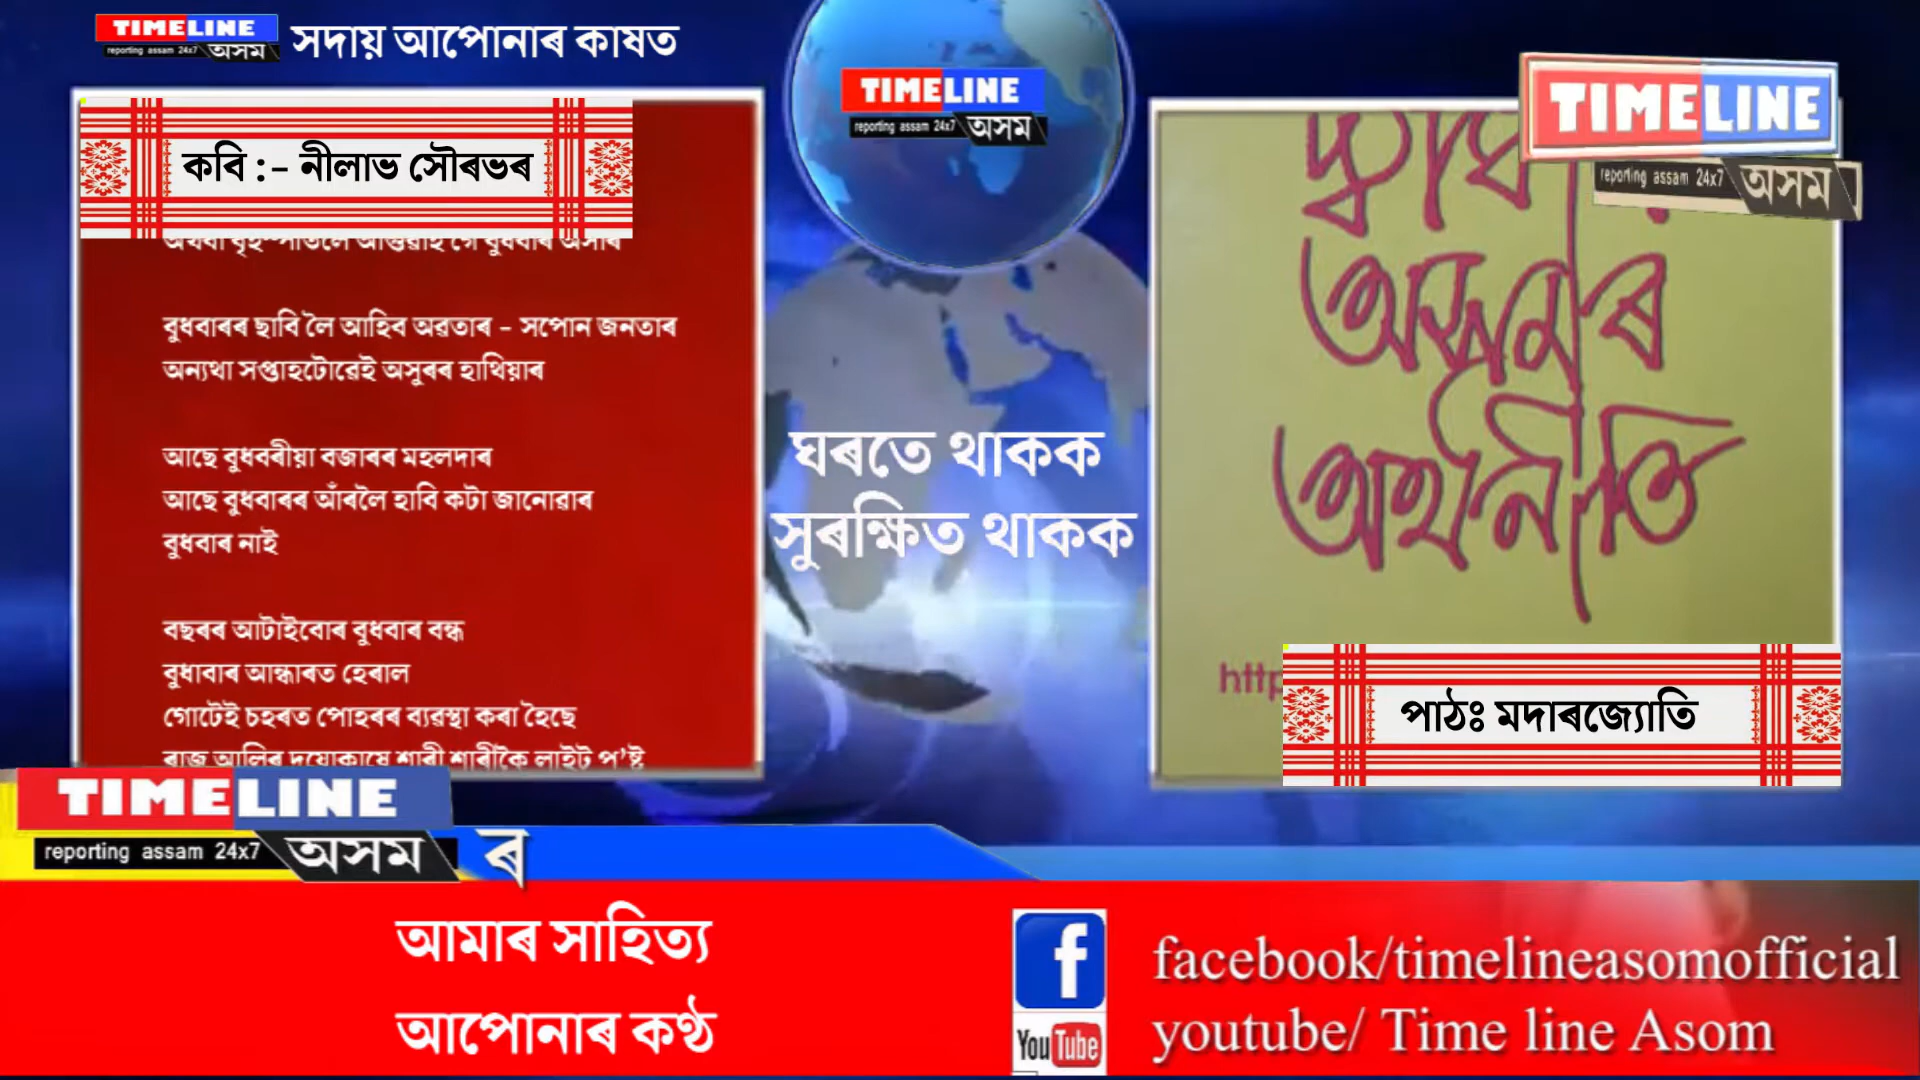 TIMELINE
reporting assam 24x7 অসম
সদায় আপোনাৰ কাষত
কবি :- নীলাভ সৌৰভৰ
বুধবাৰৰ ছাবি লৈ আহিব অৱতাৰ - সপোন জনতাৰ
অন্যথা সপ্তাহটোৱেই অসুৰৰ হাথিয়াৰ
আছে বুধবৰীয়া বজাৰৰ মহলদাৰ
আছে বুধবাৰৰ আঁৰলৈ হাবি কটা জানোৱাৰ
বুধবাৰ নাই
বছৰৰ আটাইবোৰ বুধবাৰ বন্ধ
বুধাবাৰ আন্ধাৰত হেৰাল
গোটেই চহৰত পোহৰৰ ব্যৱস্থা কৰা হৈছে
ৰাজ আলিৰ দুয়োকাষে শাৰী শাৰীকৈ লাইট প'ষ্ট
TIMELINE
reporting assam 24x7 অসম
ঘৰতে থাকক
সুৰক্ষিত থাকক
TIMELINE
reporting assam 24x7 অসম
অসমৰ
অৰ্থনীতি
http
পাঠঃ মদাৰজ্যোতি
TIMELINE
reporting assam 24x7 অসম ৰ
আমাৰ সাহিত্য
আপোনাৰ কণ্ঠ
f
facebook/timelineasomofficial
YouTube
youtube/ Time line Asom